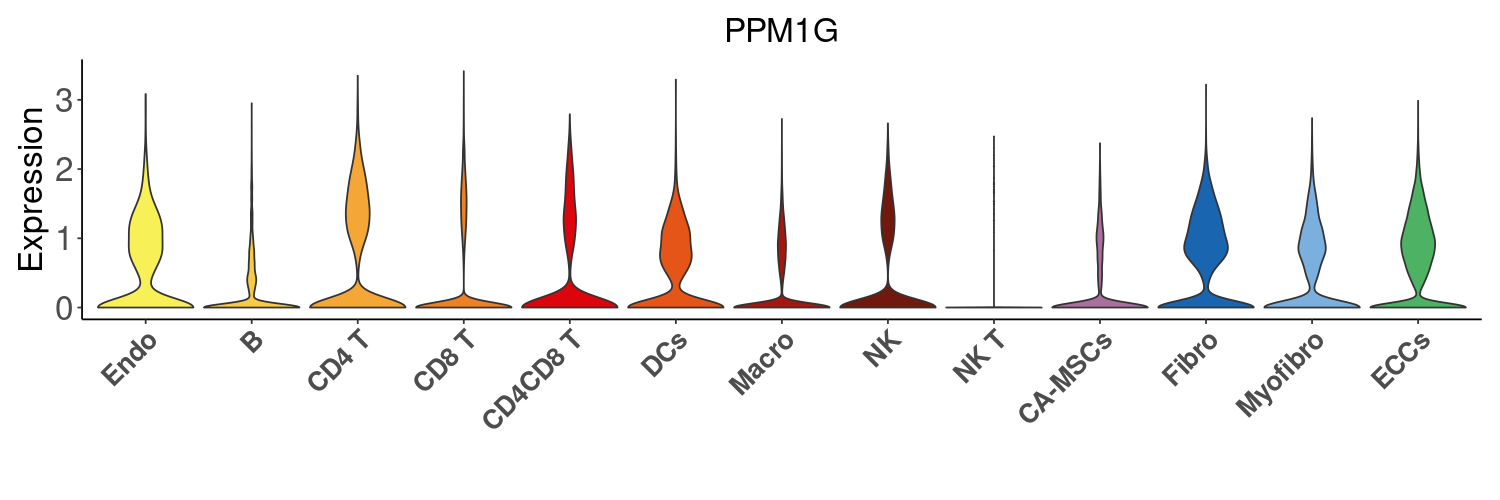 PPM1G
Expression
3
2
1
0
Endo
B
CD4 T
CD8 T
CD4CD8 T
DCs
Macro
NK
NK T
CA-MSCs
Fibro
Myofibro
ECCs